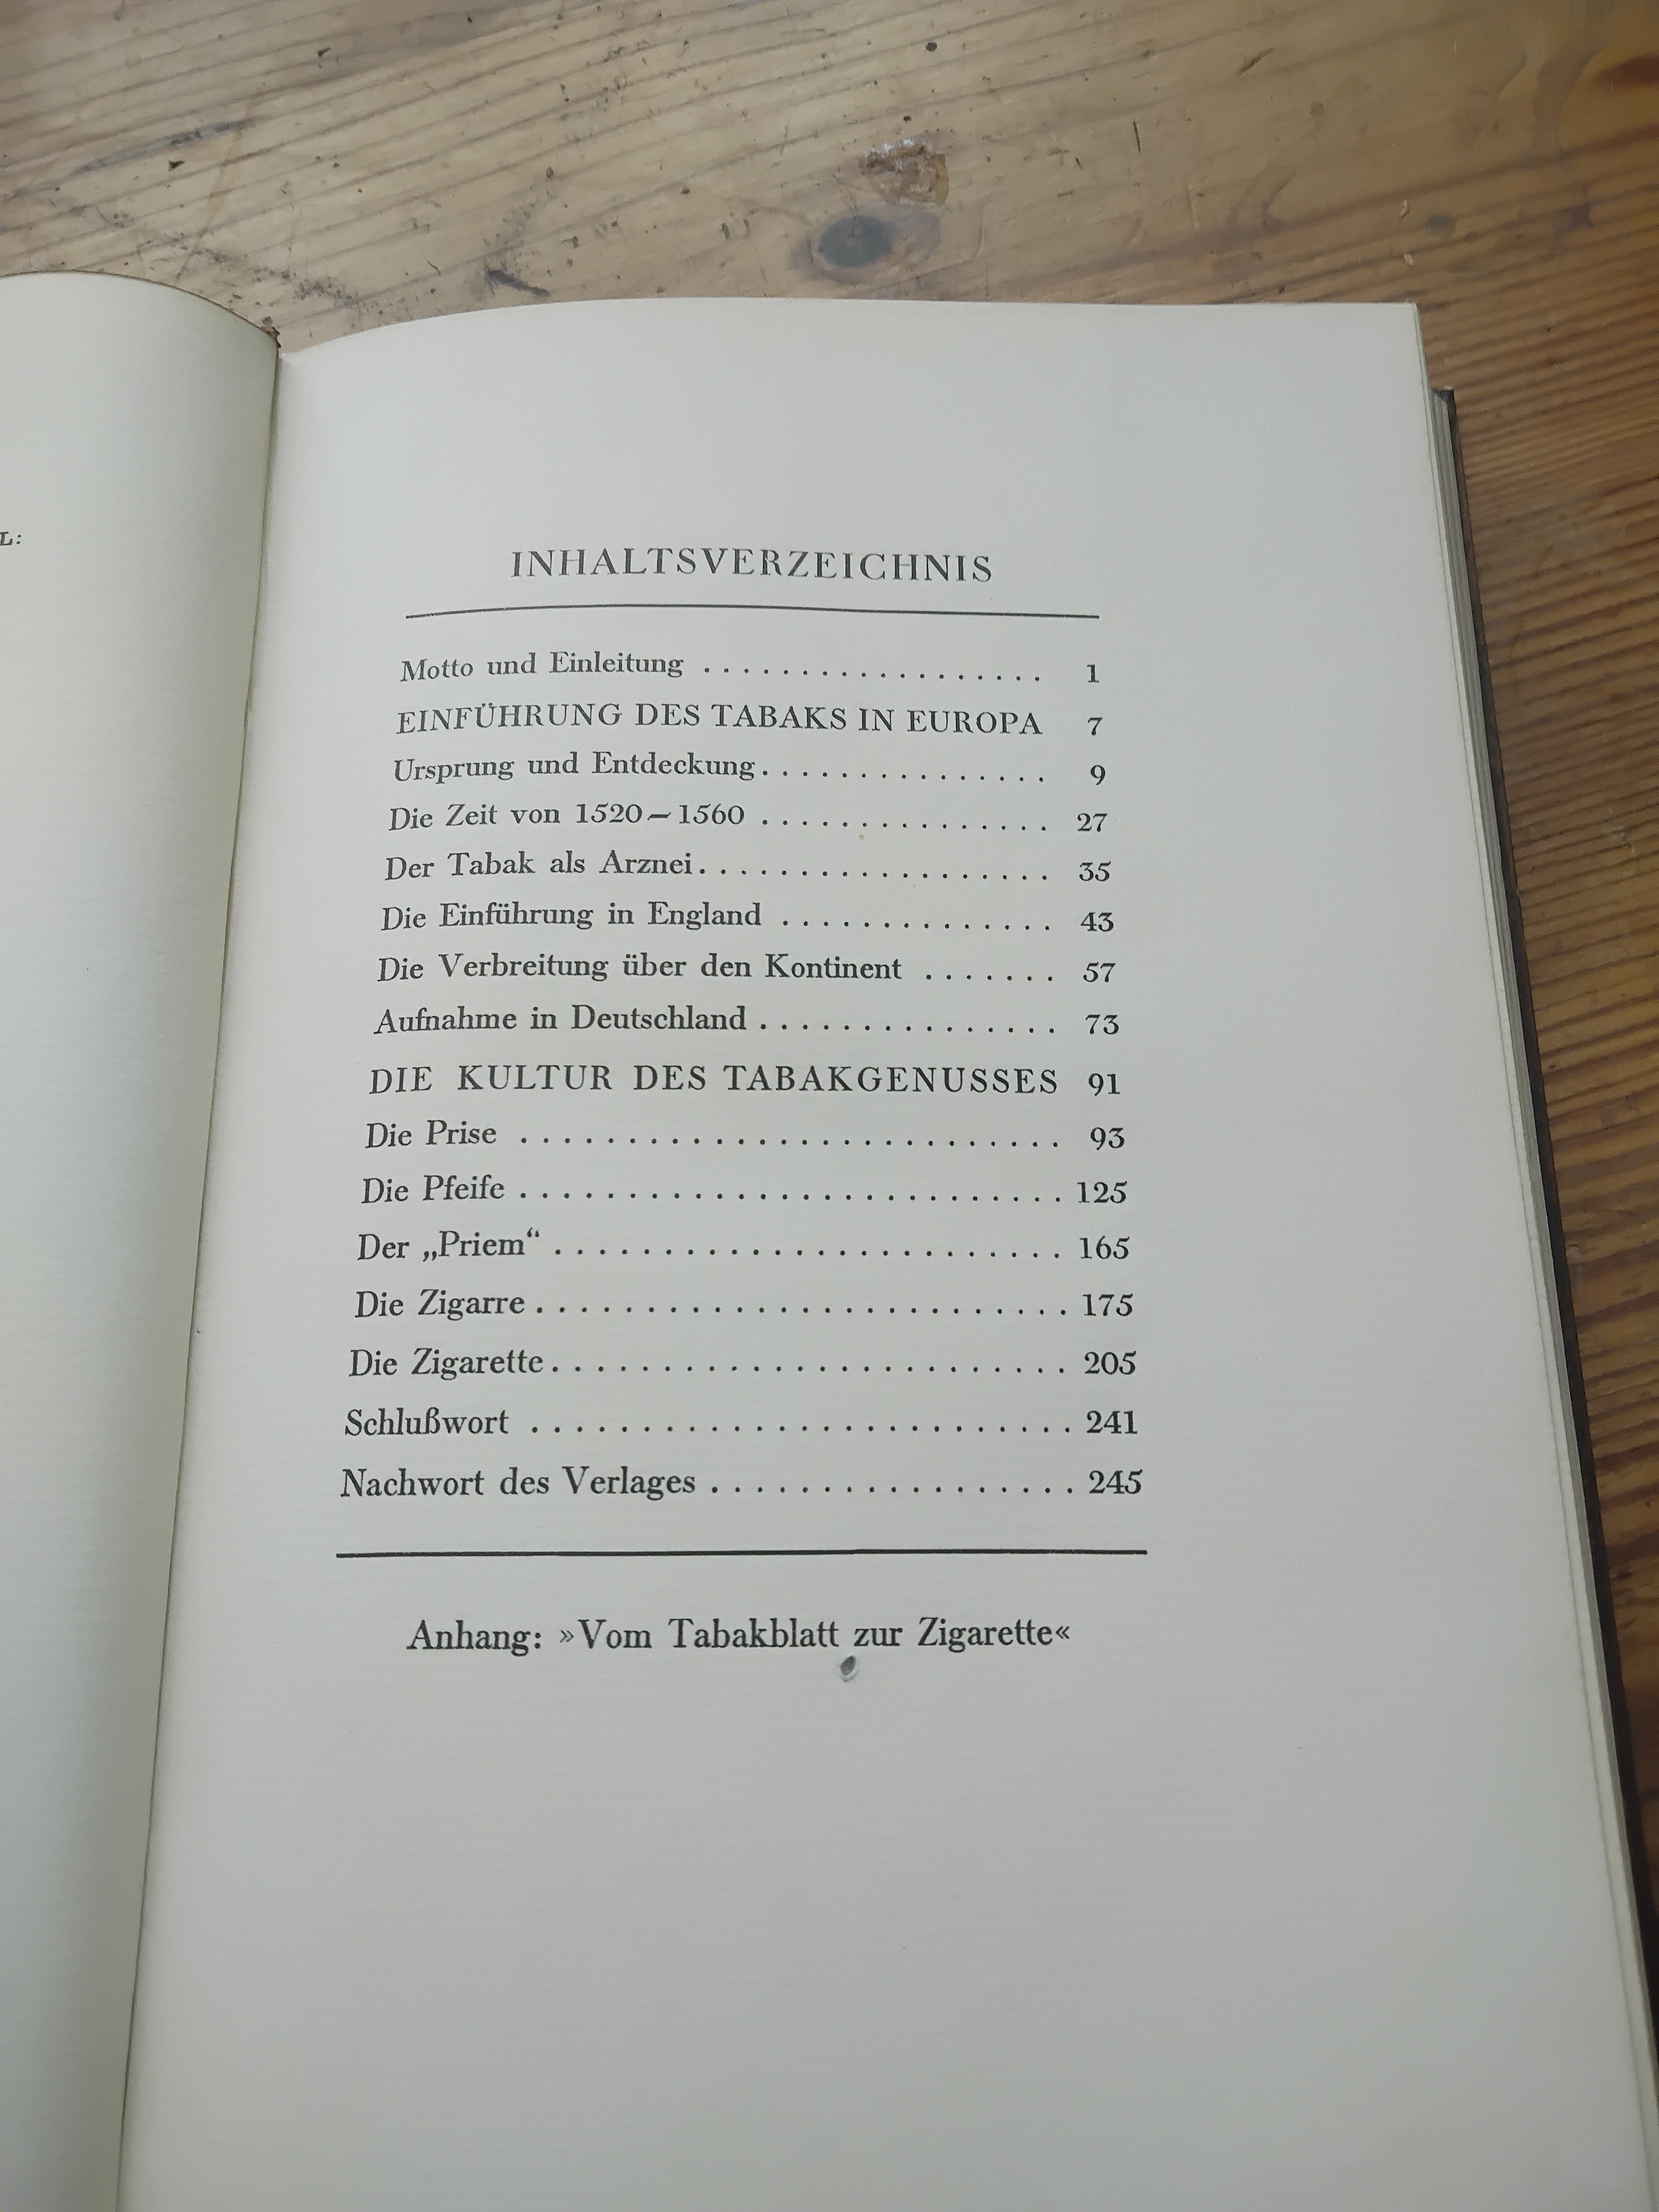 L:
INHALTSVERZEICHNIS
Motto und Einleitung . . . . . . . . . . . . . . . . . 1
EINFÜHRUNG DES TABAKS IN EUROPA 7
Ursprung und Entdeckung . . . . . . . . . . . . . . . 9
Die Zeit von 1520–1560 . . . . . . . . . . . . . . . 27
Der Tabak als Arznei . . . . . . . . . . . . . . . . . . 35
Die Einführung in England . . . . . . . . . . . . . . 43
Die Verbreitung über den Kontinent . . . . . . . 57
Aufnahme in Deutschland . . . . . . . . . . . . . . . 73
DIE KULTUR DES TABAKGENUSSES 91
Die Prise . . . . . . . . . . . . . . . . . . . . . . . . . 93
Die Pfeife . . . . . . . . . . . . . . . . . . . . . . . . . 125
Der „Priem“ . . . . . . . . . . . . . . . . . . . . . . . 165
Die Zigarre . . . . . . . . . . . . . . . . . . . . . . . . 175
Die Zigarette . . . . . . . . . . . . . . . . . . . . . . . 205
Schlußwort . . . . . . . . . . . . . . . . . . . . . . . . 241
Nachwort des Verlages . . . . . . . . . . . . . . . . 245
Anhang: »Vom Tabakblatt zur Zigarette«